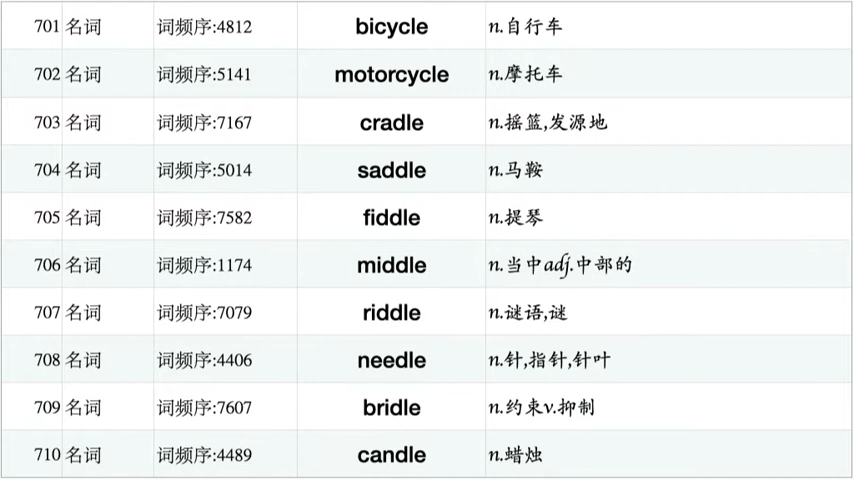 701 名词 词频序:4812 bicycle n.自行车
702 名词 词频序:5141 motorcycle n.摩托车
703 名词 词频序:7167 cradle n.摇篮,发源地
704 名词 词频序:5014 saddle n.马鞍
705 名词 词频序:7582 fiddle n.提琴
706 名词 词频序:1174 middle n.当中adj.中部的
707 名词 词频序:7079 riddle n.谜语,谜
708 名词 词频序:4406 needle n.针,指针,针叶
709 名词 词频序:7607 bridle n.约束v.抑制
710 名词 词频序:4489 candle n.蜡烛